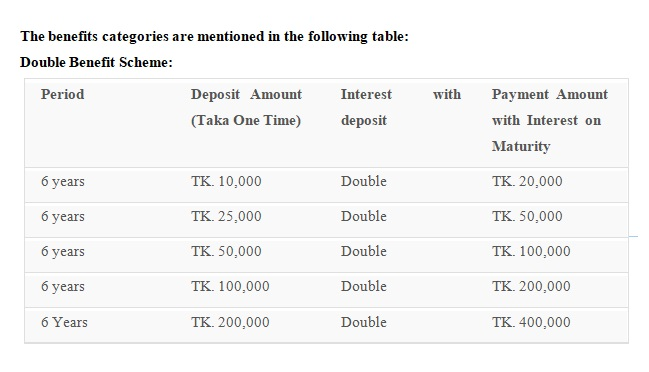 The benefits categories are mentioned in the following table:
Double Benefit Scheme:
Period Deposit Amount Interest with Payment Amount
(Taka One Time) deposit with Interest on
Maturity
6 years TK. 10,000 Double TK. 20,000
6 years TK. 25,000 Double TK. 50,000
6 years TK. 50,000 Double TK. 100,000
6 years TK. 100,000 Double TK. 200,000
6 Years TK. 200,000 Double TK. 400,000